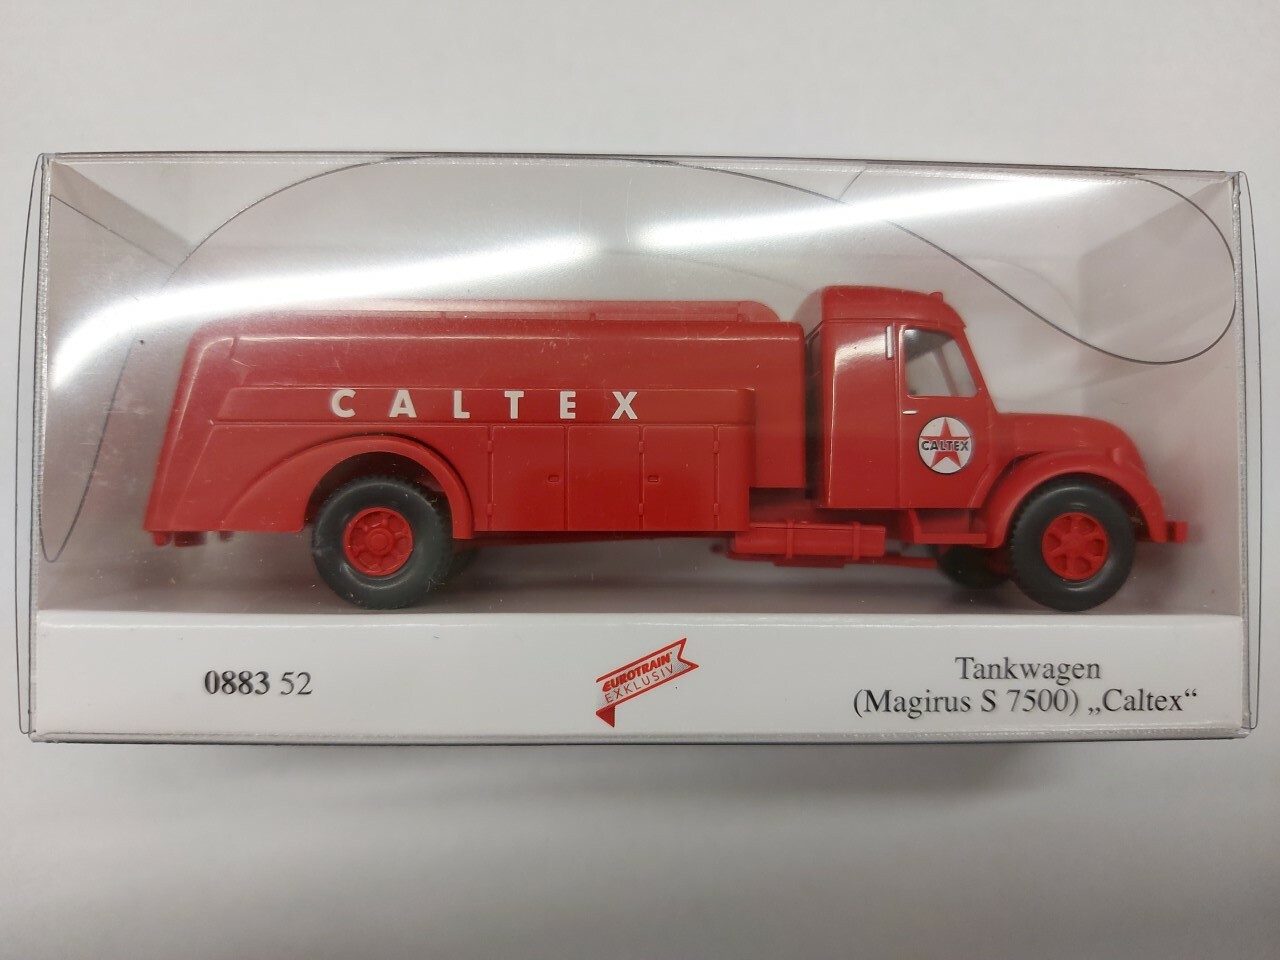 CALTEX
CALTEX
0883 52
EUROTRAIN
EXKLUSIV
Tankwagen
(Magirus S 7500) „Caltex“